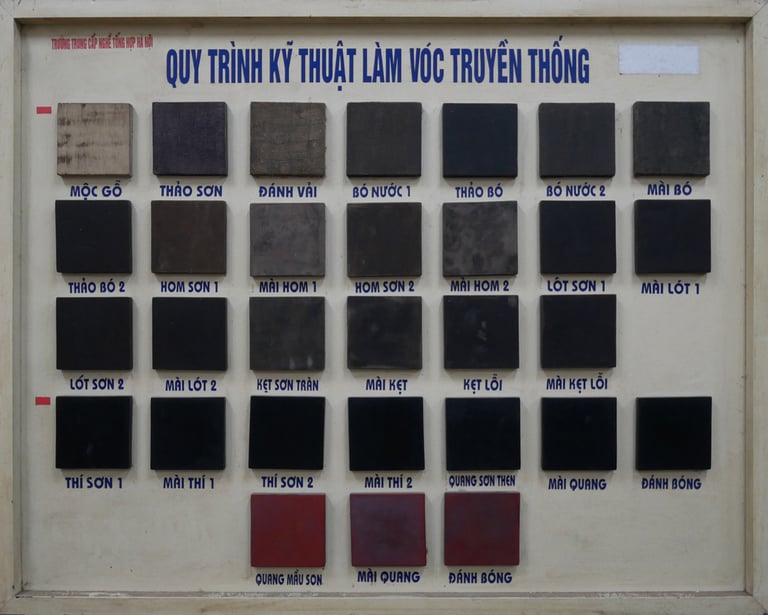 TRƯỜNG TRUNG CẤP NGHỀ TỔNG HỢP HÀ NỘI
QUY TRÌNH KỸ THUẬT LÀM VÓC TRUYỀN THỐNG
MỘC GỖ THẢO SƠN ĐÁNH VẢI BÓ NƯỚC 1 THẢO BÓ BÓ NƯỚC 2 MÀI BÓ
THẢO BÓ 2 HOM SƠN 1 MÀI HOM 1 HOM SƠN 2 MÀI HOM 2 LÓT SƠN 1 MÀI LÓT 1
LÓT SƠN 2 MÀI LÓT 2 KẸT SƠN TRÂN MÀI KẸT KẸT LỖI MÀI KẸT LỖI
THÍ SƠN 1 MÀI THÍ 1 THÍ SƠN 2 MÀI THÍ 2 QUANG SƠN THEN MÀI QUANG ĐÁNH BÓNG
QUANG MẦU SON MÀI QUANG ĐÁNH BÓNG